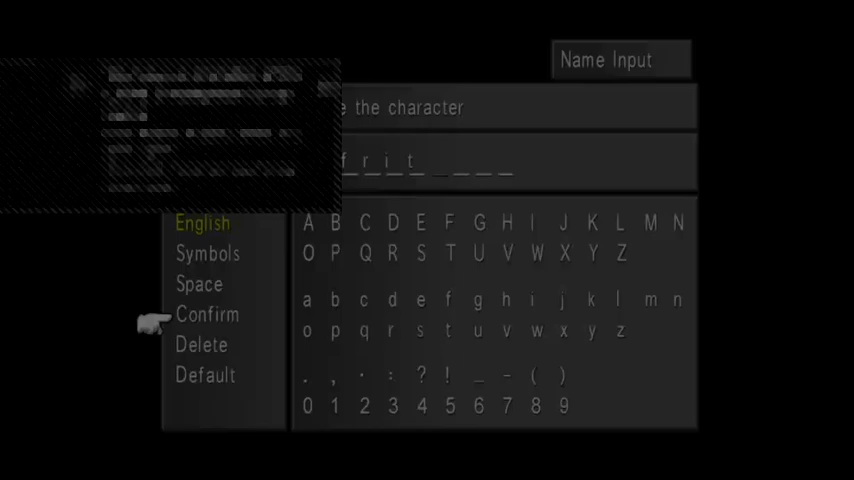 Name Input
e the character
f r i t _ _ _ _
English
A B C D E F G H I J K L M N
Symbols
O P Q R S T U V W X Y Z
Space
a b c d e f g h i j k l m n
Confirm
o p q r s t u v w x y z
Delete
Default
. , · : ? ! _ - ( )
0 1 2 3 4 5 6 7 8 9